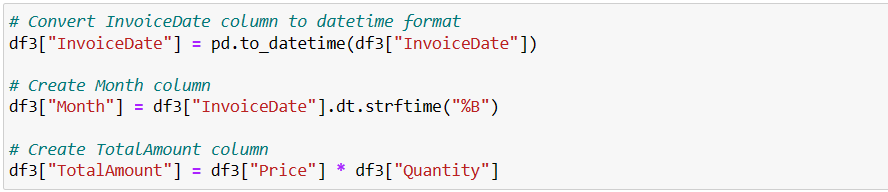 # Convert InvoiceDate column to datetime format
df3["InvoiceDate"] = pd.to_datetime(df3["InvoiceDate"])
# Create Month column
df3["Month"] = df3["InvoiceDate"].dt.strftime("%B")
# Create TotalAmount column
df3["TotalAmount"] = df3["Price"] * df3["Quantity"]